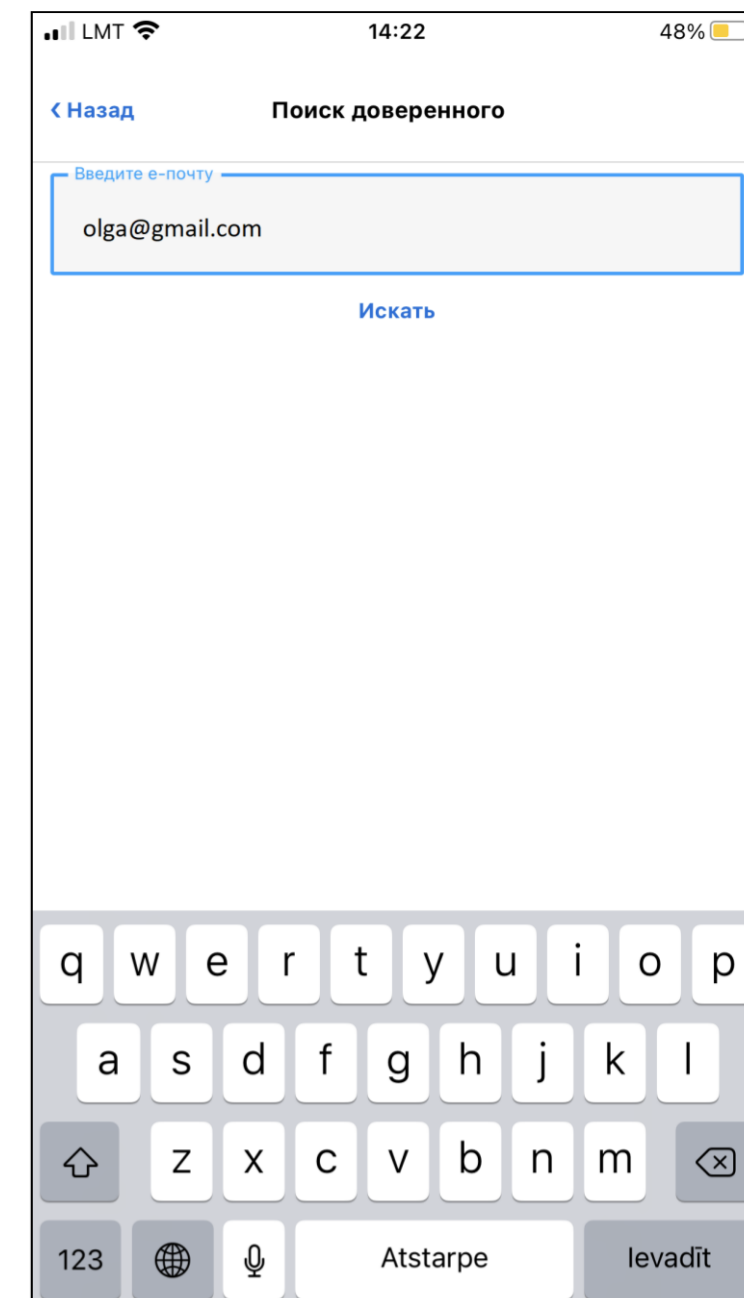 LMT 14:22 48%
Назад Поиск доверенного
Введите е-почту
olga@gmail.com
Искать
q w e r t y u i o p
a s d f g h j k l
z x c v b n m
123 Atstarpe Ievadīt